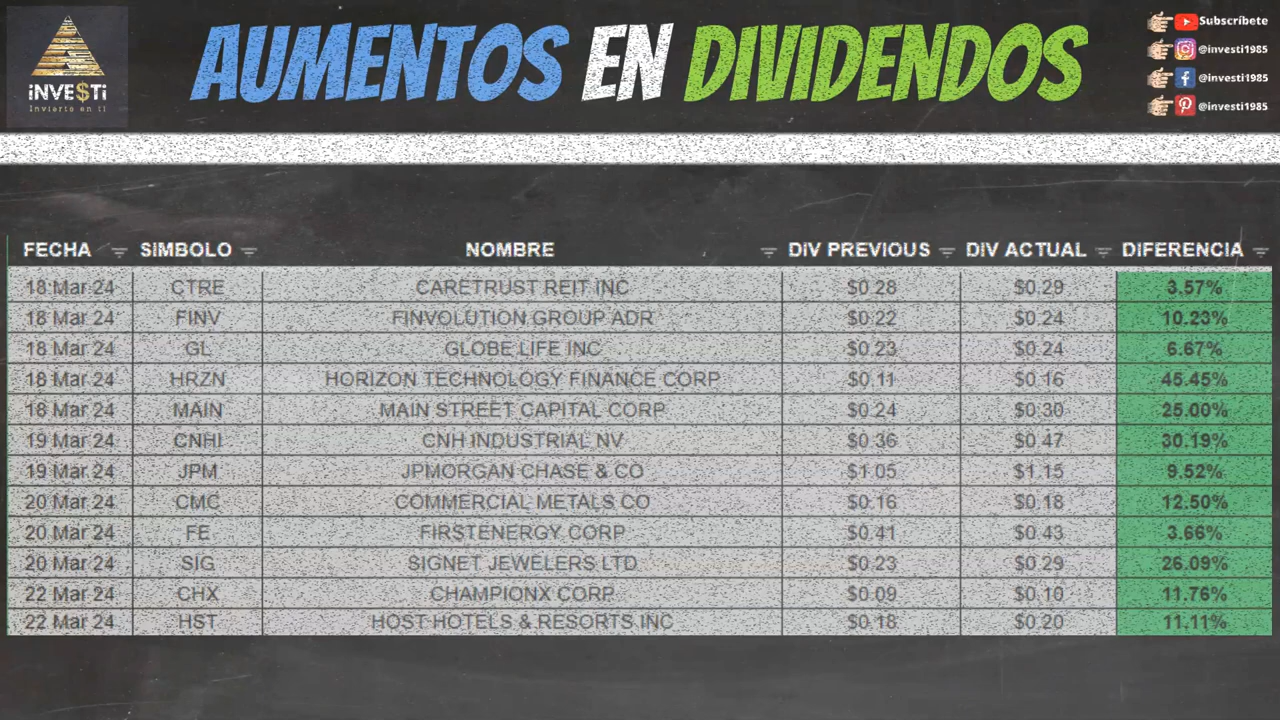 iNVE$Ti
Invierte en ti
AUMENTOS EN DIVIDENDOS
Subscríbete
@investi1985
@investi1985
@investi1985
FECHA SIMBOLO NOMBRE DIV PREVIOUS DIV ACTUAL DIFERENCIA
18 Mar 24 CTRE CARETRUST REIT INC $0.28 $0.29 3.57%
18 Mar 24 FINV FINVOLUTION GROUP ADR $0.22 $0.24 10.23%
18 Mar 24 GL GLOBE LIFE INC $0.23 $0.24 6.67%
18 Mar 24 HRZN HORIZON TECHNOLOGY FINANCE CORP $0.11 $0.16 45.45%
18 Mar 24 MAIN MAIN STREET CAPITAL CORP $0.24 $0.30 25.00%
19 Mar 24 CNHI CNH INDUSTRIAL NV $0.36 $0.47 30.19%
19 Mar 24 JPM JPMORGAN CHASE & CO $1.05 $1.15 9.52%
20 Mar 24 CMC COMMERCIAL METALS CO $0.16 $0.18 12.50%
20 Mar 24 FE FIRSTENERGY CORP $0.41 $0.43 3.66%
20 Mar 24 SIG SIGNET JEWELERS LTD $0.23 $0.29 26.09%
22 Mar 24 CHX CHAMPIONX CORP $0.09 $0.10 11.76%
22 Mar 24 HST HOST HOTELS & RESORTS INC $0.18 $0.20 11.11%